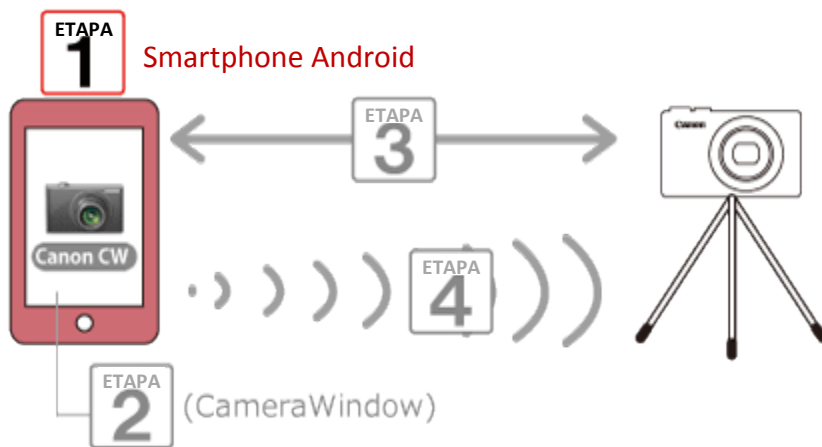 ETAPA
1
Smartphone Android
ETAPA
3
Canon
Canon CW
ETAPA
4
ETAPA
2
(CameraWindow)